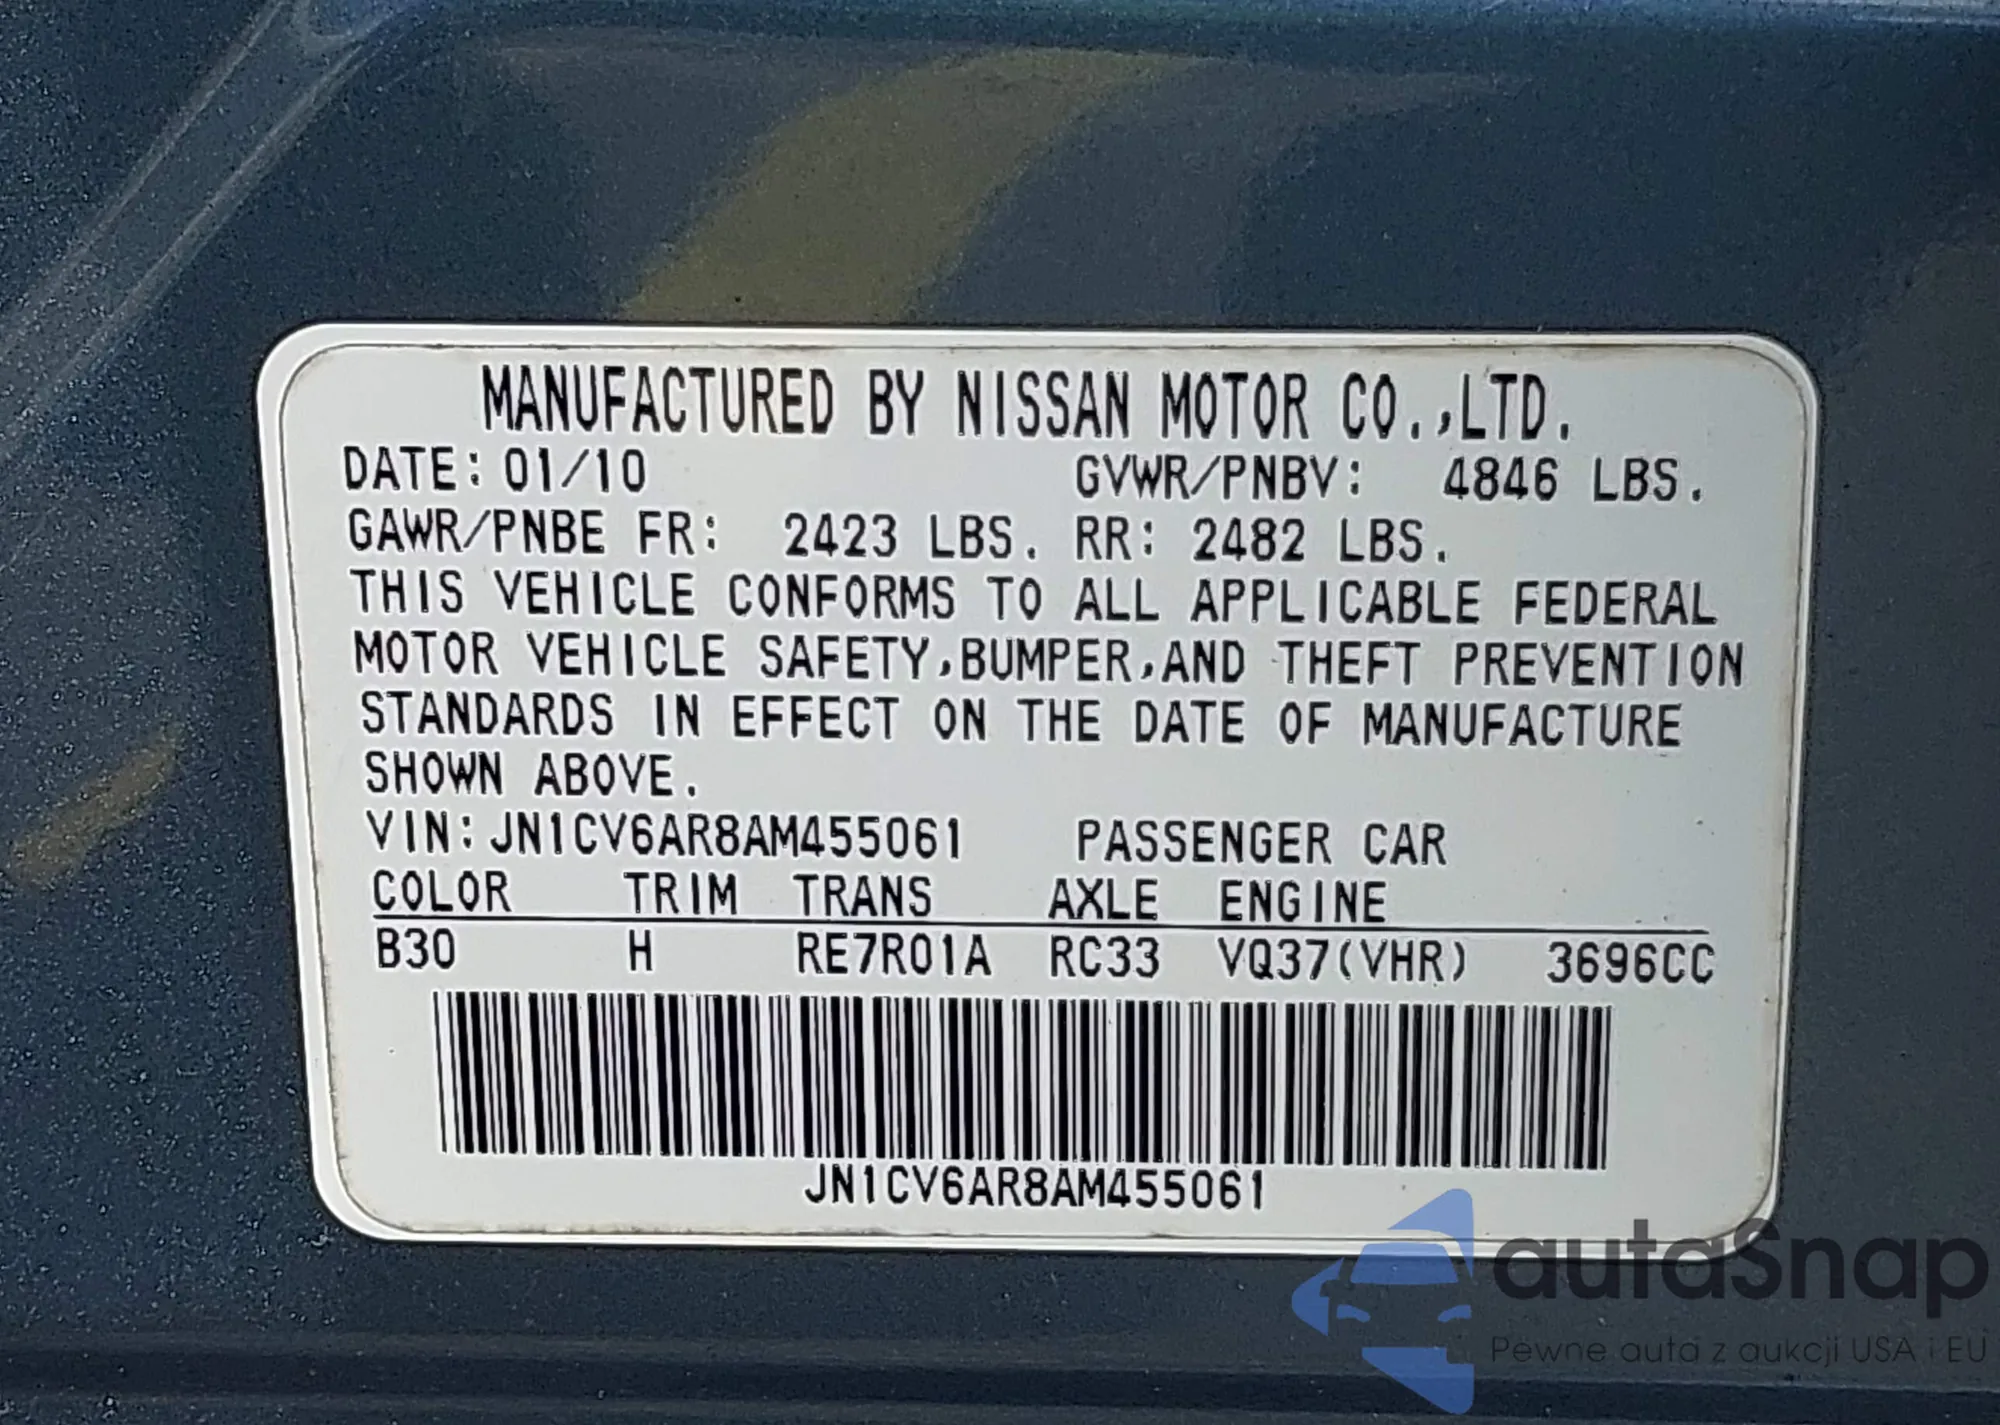 MANUFACTURED BY NISSAN MOTOR CO.,LTD.
DATE: 01/10 GVWR/PNBV: 4846 LBS.
GAWR/PNBE FR: 2423 LBS. RR: 2482 LBS.
THIS VEHICLE CONFORMS TO ALL APPLICABLE FEDERAL
MOTOR VEHICLE SAFETY,BUMPER,AND THEFT PREVENTION
STANDARDS IN EFFECT ON THE DATE OF MANUFACTURE
SHOWN ABOVE.
VIN:JN1CV6AR8AM455061 PASSENGER CAR
COLOR TRIM TRANS AXLE ENGINE
B30 H RE7R01A RC33 VQ37(VHR) 3696CC
JN1CV6AR8AM455061
autaSnap
Pewne auta z aukcji USA i EU